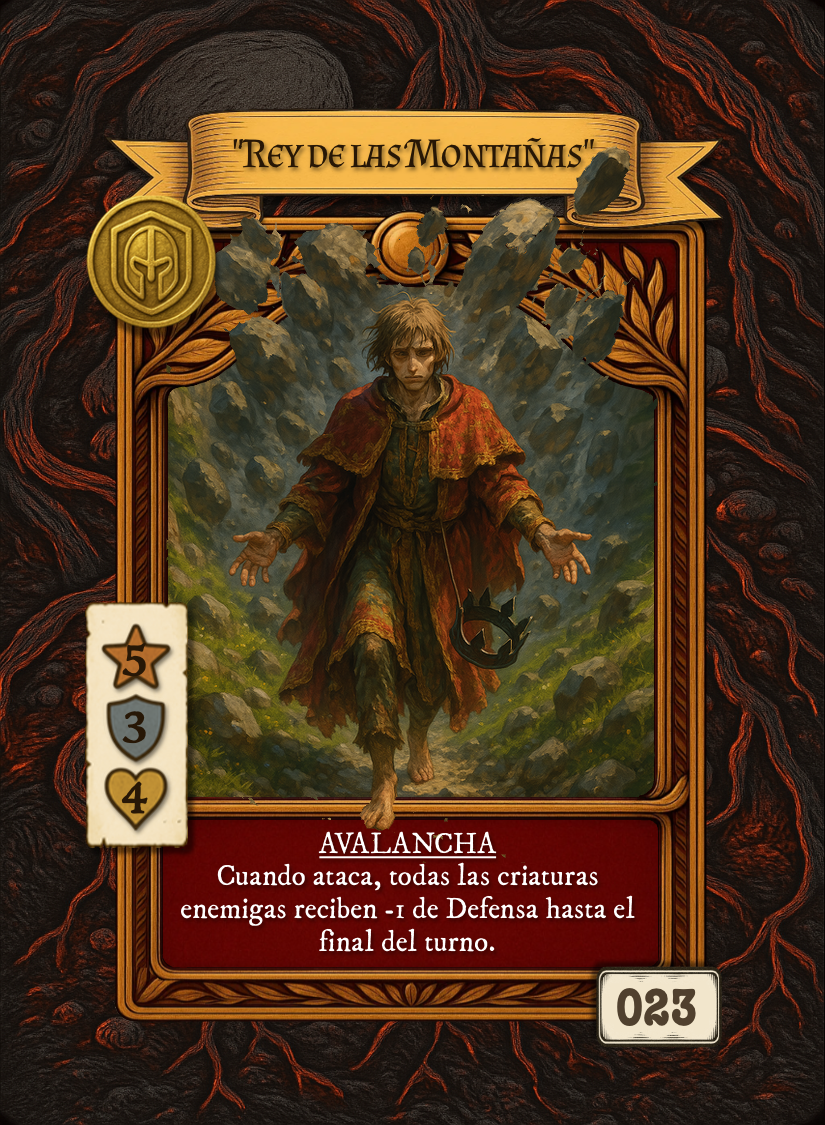 "Rey de las Montañas"
5
3
4
AVALANCHA
Cuando ataca, todas las criaturas
enemigas reciben -1 de Defensa hasta el
final del turno.
023